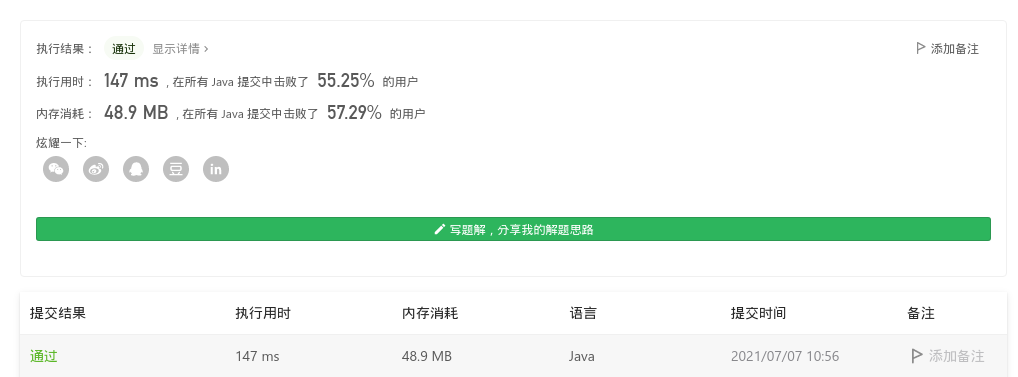 执行结果： 通过 显示详情 > 添加备注
执行用时： 147 ms , 在所有 Java 提交中击败了 55.25% 的用户
内存消耗： 48.9 MB , 在所有 Java 提交中击败了 57.29% 的用户
炫耀一下:
豆 in
写题解，分享我的解题思路
提交结果 执行用时 内存消耗 语言 提交时间 备注
通过 147 ms 48.9 MB Java 2021/07/07 10:56 添加备注